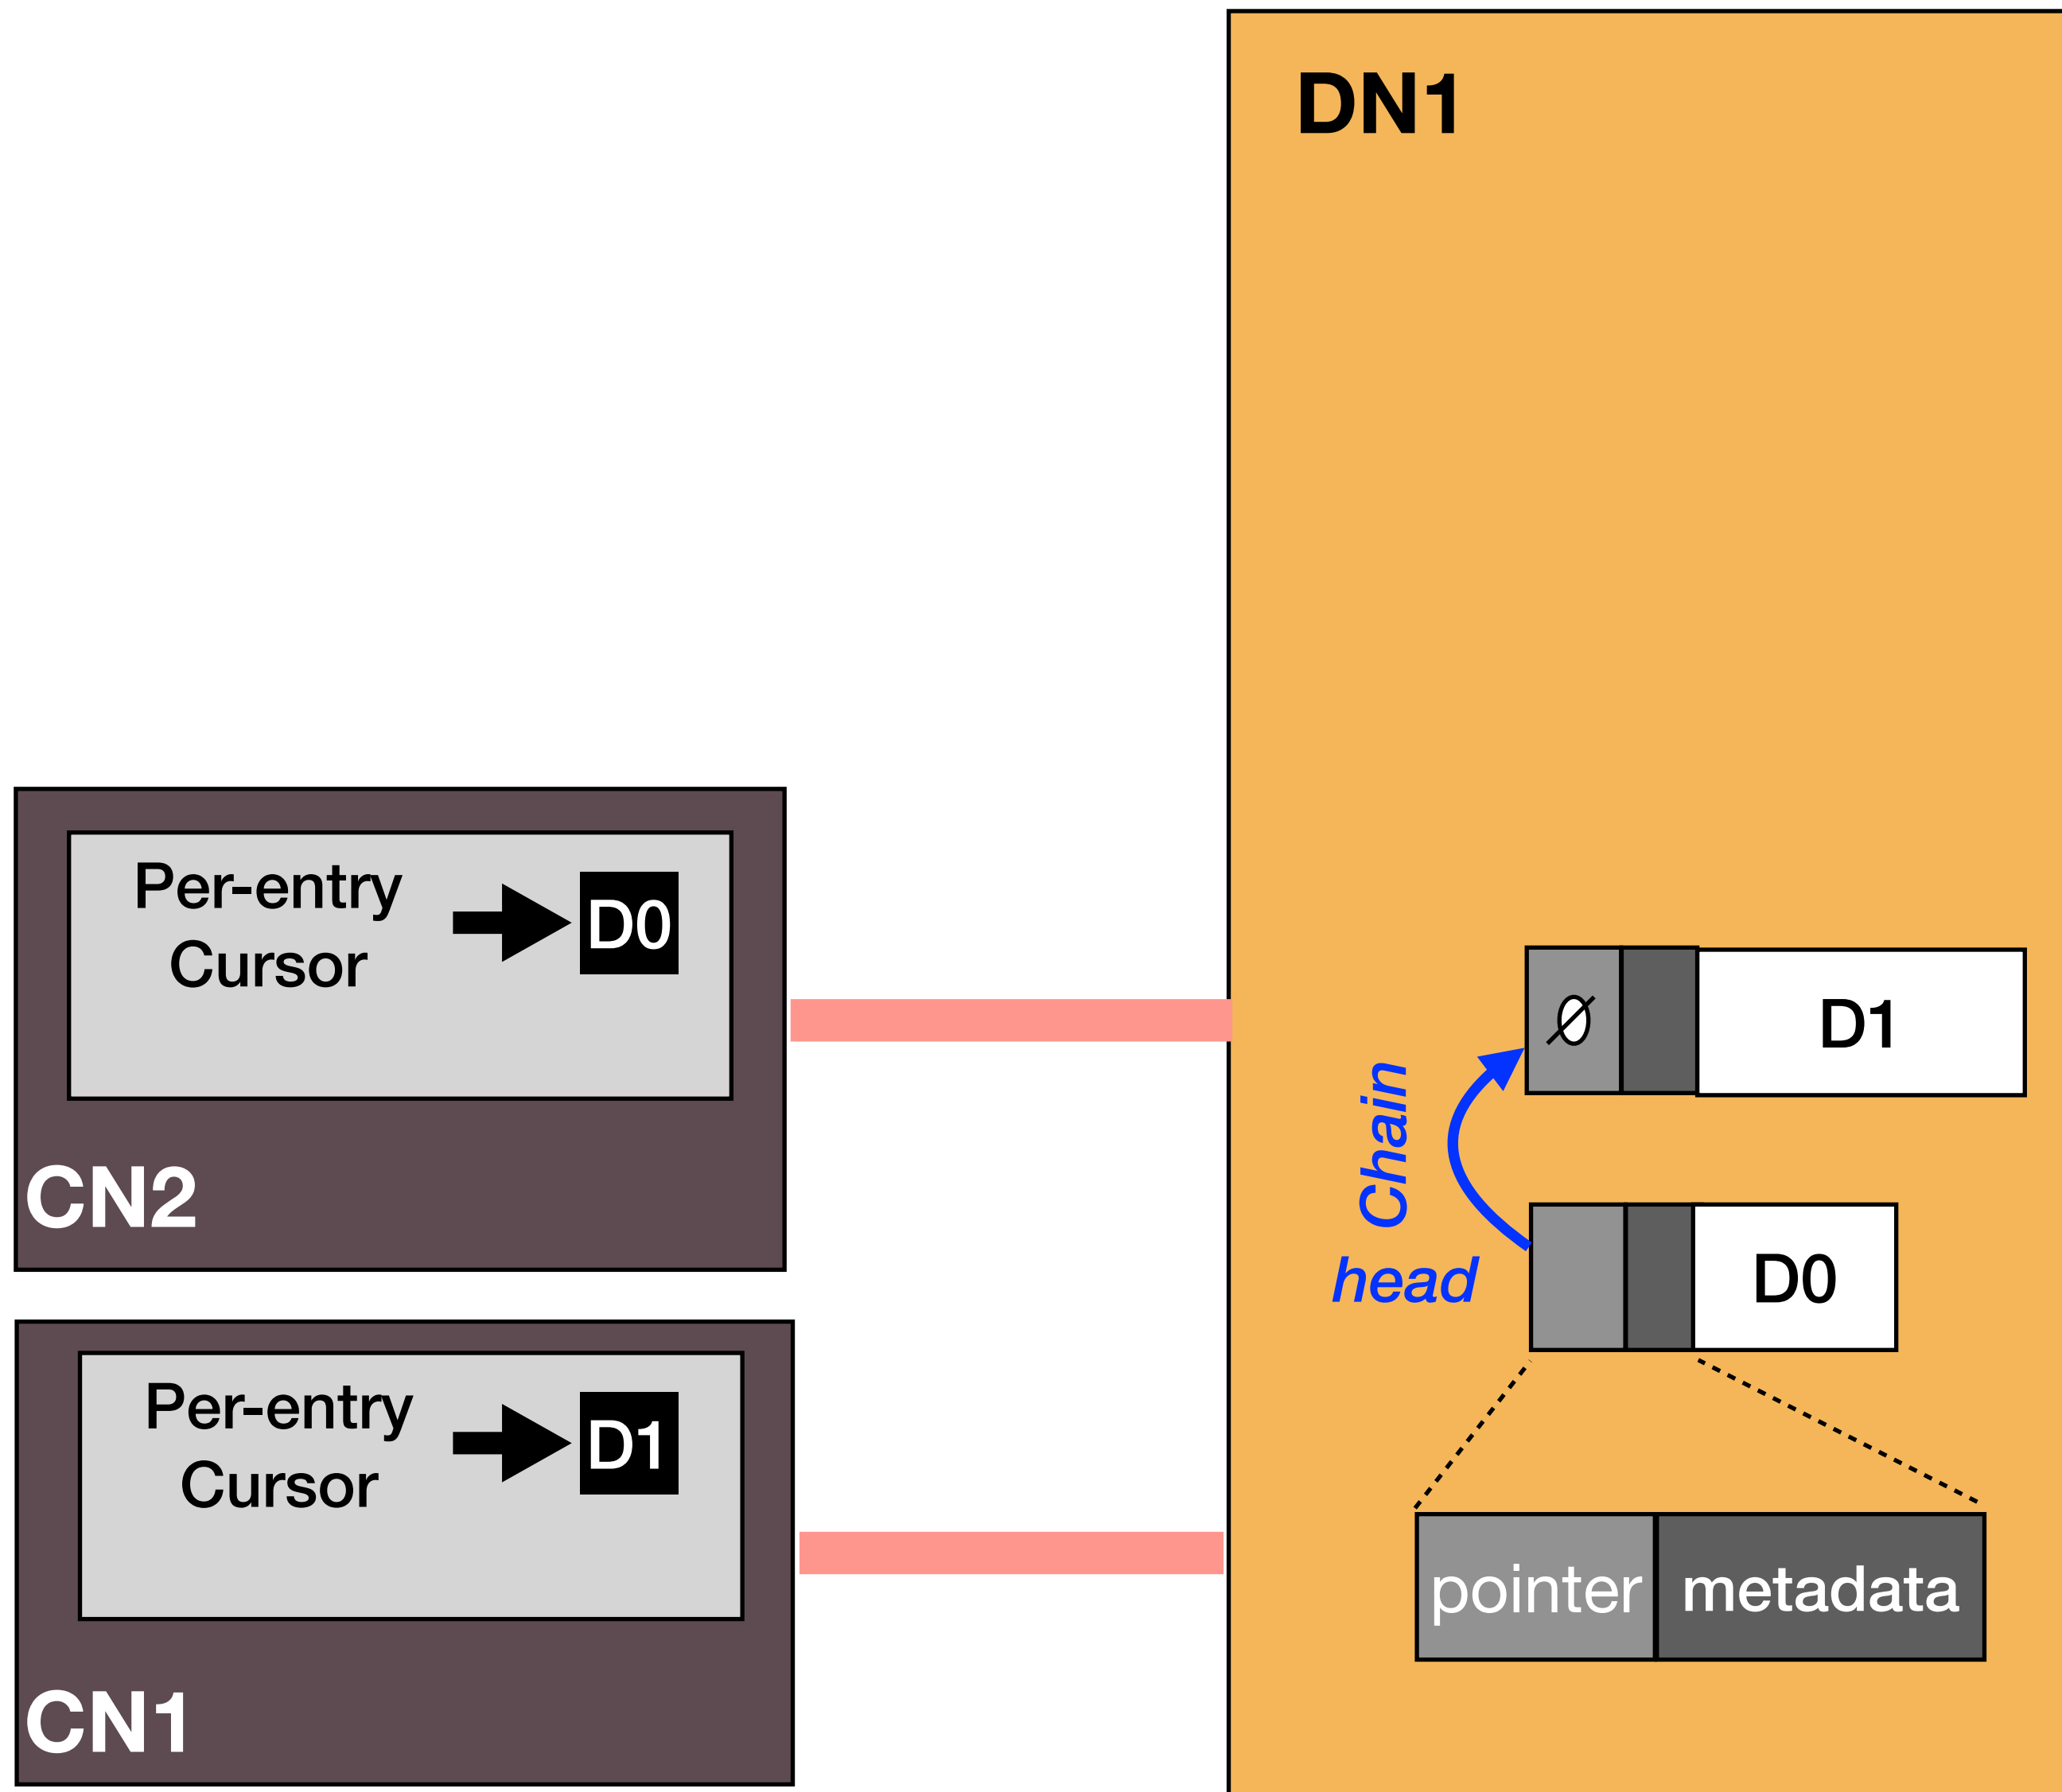 DN1
Per-entry
Cursor
D0
CN2
∅
D1
Chain
head
D0
Per-entry
Cursor
D1
CN1
pointer
metadata